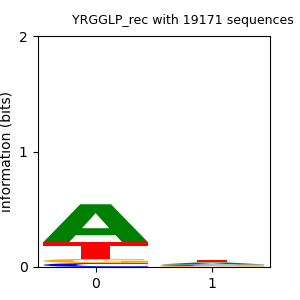 YRGGLP_rec with 19171 sequences
2
1
0
information (bits)
A
T
0
1